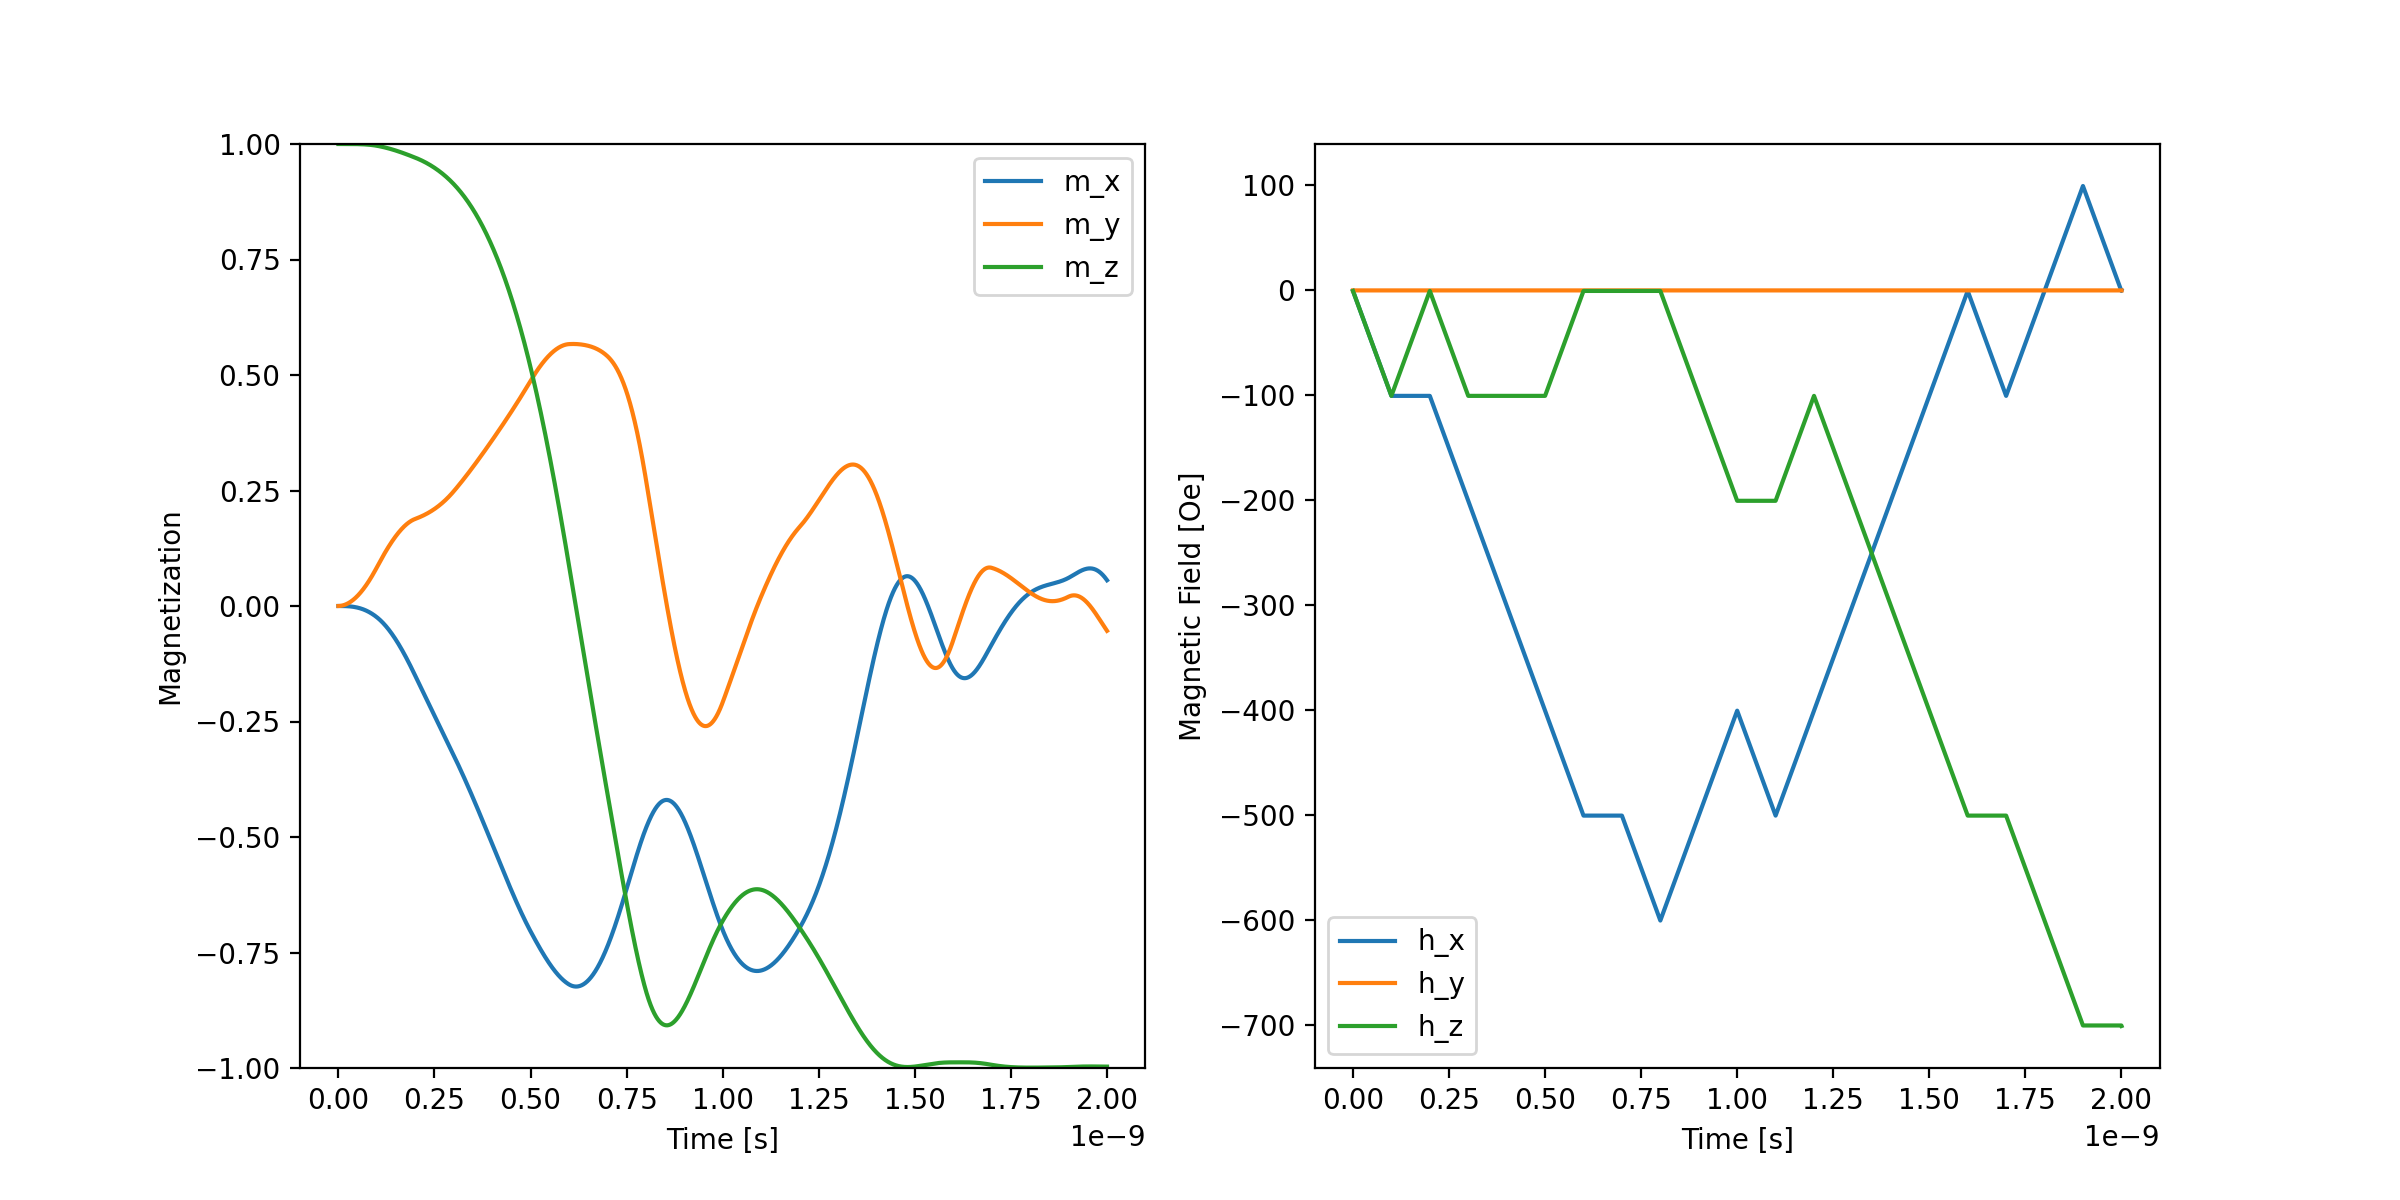 Magnetization
1.00
0.75
0.50
0.25
0.00
−0.25
−0.50
−0.75
−1.00
m_x
m_y
m_z
0.00 0.25 0.50 0.75 1.00 1.25 1.50 1.75 2.00
1e−9
Time [s]
Magnetic Field [Oe]
100
0
−100
−200
−300
−400
−500
−600
−700
h_x
h_y
h_z
0.00 0.25 0.50 0.75 1.00 1.25 1.50 1.75 2.00
1e−9
Time [s]